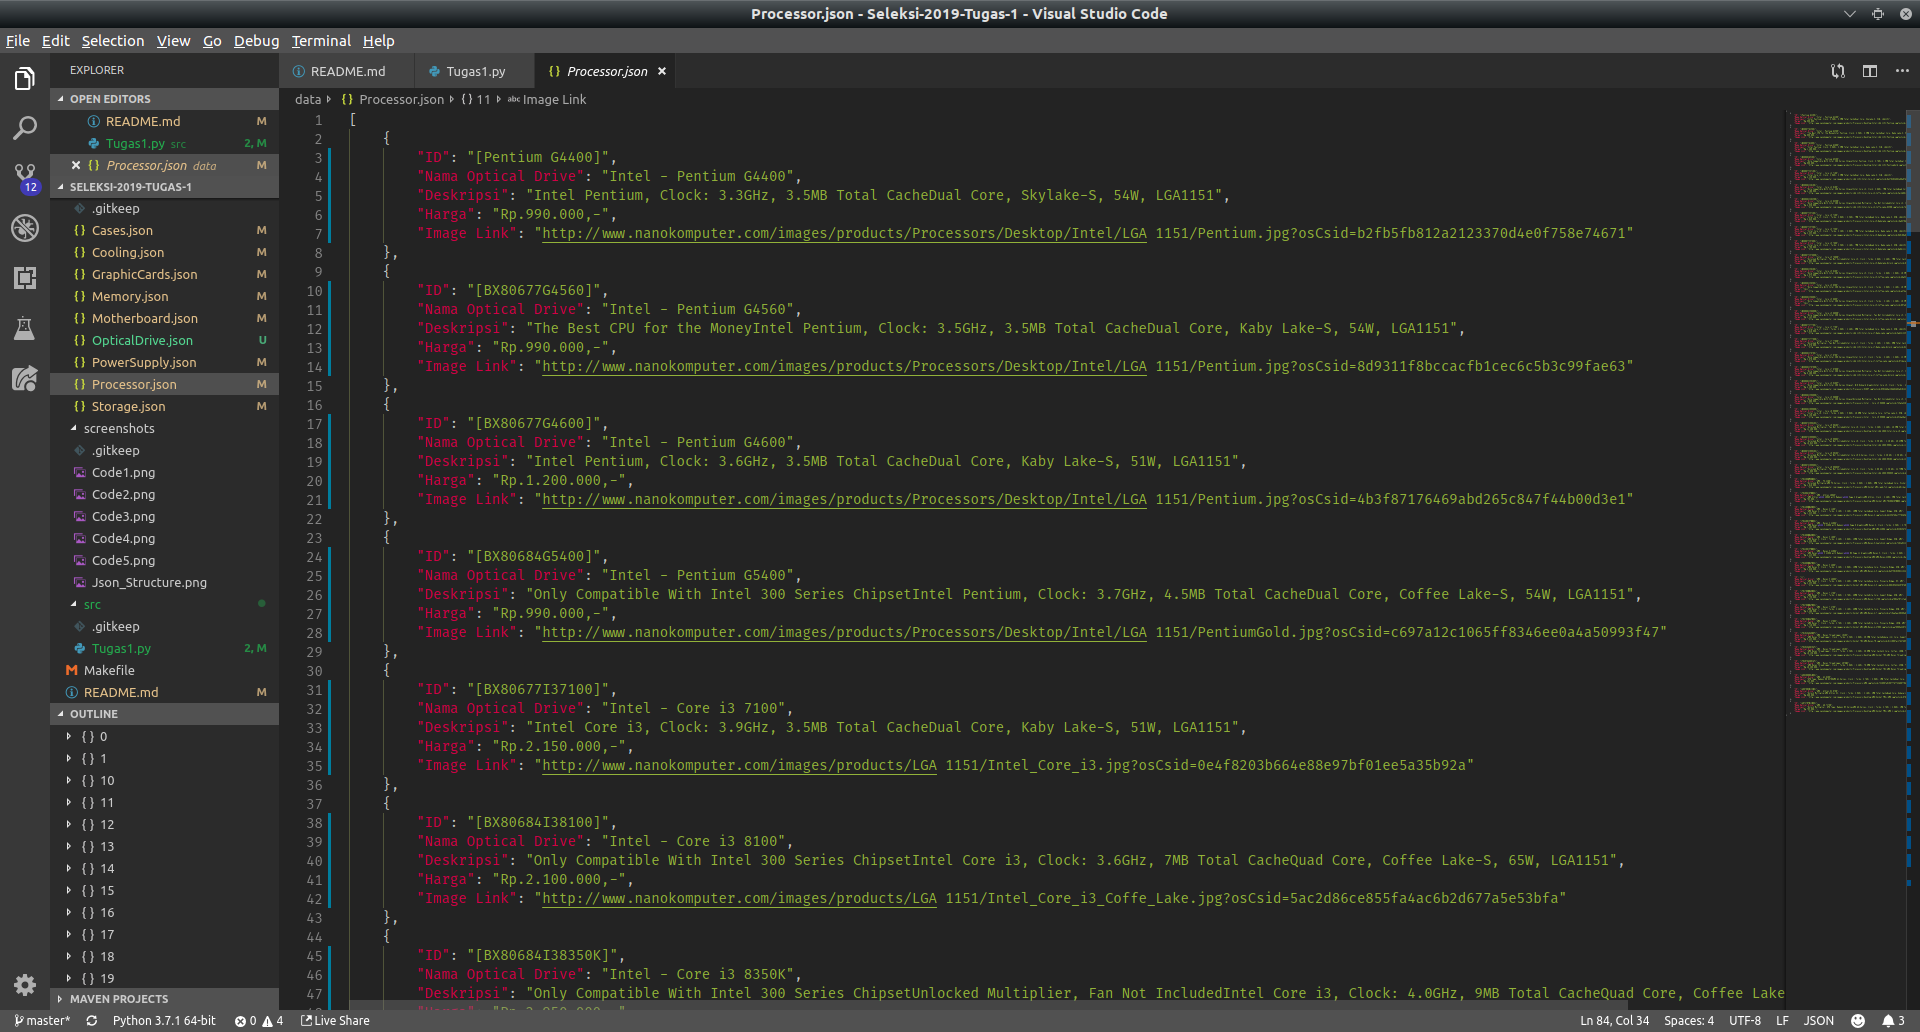 Processor.json - Seleksi-2019-Tugas-1 - Visual Studio Code
File Edit Selection View Go Debug Terminal Help
EXPLORER
OPEN EDITORS
README.md M
Tugas1.py src 2, M
Processor.json data M
SELEKSI-2019-TUGAS-1
.gitkeep
{} Cases.json M
{} Cooling.json M
{} GraphicCards.json M
{} Memory.json M
{} Motherboard.json M
{} OpticalDrive.json U
{} PowerSupply.json M
{} Processor.json M
{} Storage.json M
screenshots
.gitkeep
Code1.png
Code2.png
Code3.png
Code4.png
Code5.png
Json_Structure.png
src
.gitkeep
Tugas1.py 2, M
Makefile
README.md M
OUTLINE
{} 0
{} 1
{} 10
{} 11
{} 12
{} 13
{} 14
{} 15
{} 16
{} 17
{} 18
{} 19
MAVEN PROJECTS
12
README.md Tugas1.py {} Processor.json
data {} Processor.json {} 11 abc Image Link
1 [
2 {
3 "ID": "[Pentium G4400]",
4 "Nama Optical Drive": "Intel - Pentium G4400",
5 "Deskripsi": "Intel Pentium, Clock: 3.3GHz, 3.5MB Total CacheDual Core, Skylake-S, 54W, LGA1151",
6 "Harga": "Rp.990.000,-",
7 "Image Link": "http://www.nanokomputer.com/images/products/Processors/Desktop/Intel/LGA 1151/Pentium.jpg?osCsid=b2fb5fb812a2123370d4e0f758e74671"
8 },
9 {
10 "ID": "[BX80677G4560]",
11 "Nama Optical Drive": "Intel - Pentium G4560",
12 "Deskripsi": "The Best CPU for the MoneyIntel Pentium, Clock: 3.5GHz, 3.5MB Total CacheDual Core, Kaby Lake-S, 54W, LGA1151",
13 "Harga": "Rp.990.000,-",
14 "Image Link": "http://www.nanokomputer.com/images/products/Processors/Desktop/Intel/LGA 1151/Pentium.jpg?osCsid=8d9311f8bccacfb1cec6c5b3c99fae63"
15 },
16 {
17 "ID": "[BX80677G4600]",
18 "Nama Optical Drive": "Intel - Pentium G4600",
19 "Deskripsi": "Intel Pentium, Clock: 3.6GHz, 3.5MB Total CacheDual Core, Kaby Lake-S, 51W, LGA1151",
20 "Harga": "Rp.1.200.000,-",
21 "Image Link": "http://www.nanokomputer.com/images/products/Processors/Desktop/Intel/LGA 1151/Pentium.jpg?osCsid=4b3f87176469abd265c847f44b00d3e1"
22 },
23 {
24 "ID": "[BX80684G5400]",
25 "Nama Optical Drive": "Intel - Pentium G5400",
26 "Deskripsi": "Only Compatible With Intel 300 Series ChipsetIntel Pentium, Clock: 3.7GHz, 4.5MB Total CacheDual Core, Coffee Lake-S, 54W, LGA1151",
27 "Harga": "Rp.990.000,-",
28 "Image Link": "http://www.nanokomputer.com/images/products/Processors/Desktop/Intel/LGA 1151/PentiumGold.jpg?osCsid=c697a12c1065ff8346ee0a4a50993f47"
29 },
30 {
31 "ID": "[BX80677I37100]",
32 "Nama Optical Drive": "Intel - Core i3 7100",
33 "Deskripsi": "Intel Core i3, Clock: 3.9GHz, 3.5MB Total CacheDual Core, Kaby Lake-S, 51W, LGA1151",
34 "Harga": "Rp.2.150.000,-",
35 "Image Link": "http://www.nanokomputer.com/images/products/LGA 1151/Intel_Core_i3.jpg?osCsid=0e4f8203b664e88e97bf01ee5a35b92a"
36 },
37 {
38 "ID": "[BX80684I38100]",
39 "Nama Optical Drive": "Intel - Core i3 8100",
40 "Deskripsi": "Only Compatible With Intel 300 Series ChipsetIntel Core i3, Clock: 3.6GHz, 7MB Total CacheQuad Core, Coffee Lake-S, 65W, LGA1151",
41 "Harga": "Rp.2.100.000,-",
42 "Image Link": "http://www.nanokomputer.com/images/products/LGA 1151/Intel_Core_i3_Coffe_Lake.jpg?osCsid=5ac2d86ce855fa4ac6b2d677a5e53bfa"
43 },
44 {
45 "ID": "[BX80684I38350K]",
46 "Nama Optical Drive": "Intel - Core i3 8350K",
47 "Deskripsi": "Only Compatible With Intel 300 Series ChipsetUnlocked Multiplier, Fan Not IncludedIntel Core i3, Clock: 4.0GHz, 9MB Total CacheQuad Core, Coffee Lake
master* Python 3.7.1 64-bit 0 4 Live Share Ln 84, Col 34 Spaces: 4 UTF-8 LF JSON 3